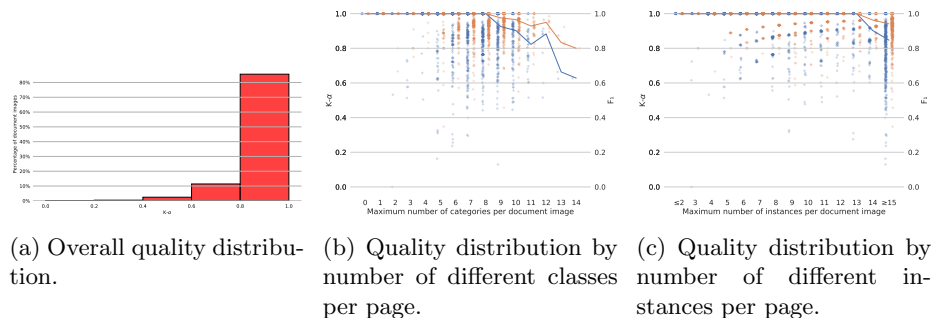 Percentage of document images
80%
70%
60%
50%
40%
30%
20%
10%
0%
0.0 0.2 0.4 0.6 0.8 1.0
K-α
(a) Overall quality distribu-
tion.
K-α
1.0
0.8
0.6
0.4
0.2
0.0
0 1 2 3 4 5 6 7 8 9 10 11 12 13 14
Maximum number of categories per document image
1.0
0.8
0.6
0.4
0.2
0.0
F₁
(b) Quality distribution by
number of different classes
per page.
K-α
1.0
0.8
0.6
0.4
0.2
0.0
≤2 3 4 5 6 7 8 9 10 11 12 13 14 ≥15
Maximum number of instances per document image
1.0
0.8
0.6
0.4
0.2
0.0
F₁
(c) Quality distribution by
number of different in-
stances per page.